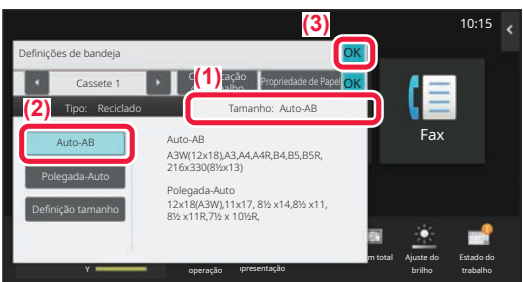 (3)
10:15
Definições de bandeja
OK
Cassete 1
(1)
Propriedade de Papel
OK
(2)
Tipo: Reciclado
Tamanho: Auto-AB
Auto-AB
Polegada-Auto
Definição tamanho
Auto-AB
A3W(12x18),A3,A4,A4R,B4,B5,B5R,
216x330(8½x13)
Polegada-Auto
12x18(A3W),11x17, 8½ x14,8½ x11,
8½ x11R,7½ x 10½R,
Fax
total
Ajuste do
brilho
Estado do
trabalho
Y
operação